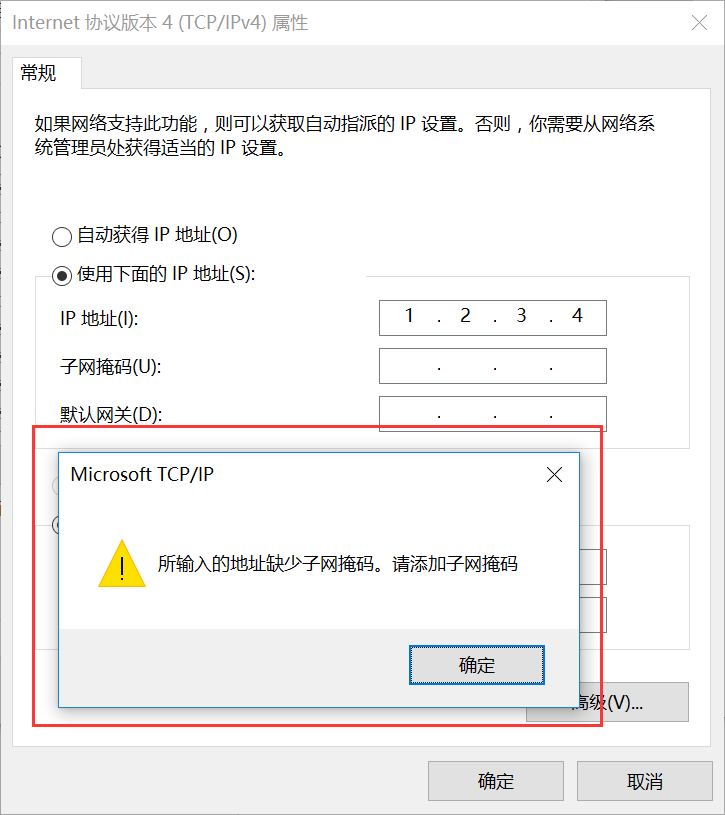 Internet 协议版本 4 (TCP/IPv4) 属性
常规
如果网络支持此功能，则可以获取自动指派的 IP 设置。否则，你需要从网络系
统管理员处获得适当的 IP 设置。
自动获得 IP 地址(O)
使用下面的 IP 地址(S):
IP 地址(I):
1 . 2 . 3 . 4
子网掩码(U):
. . .
默认网关(D):
. . .
Microsoft TCP/IP
所输入的地址缺少子网掩码。请添加子网掩码
确定
高级(V)...
确定
取消